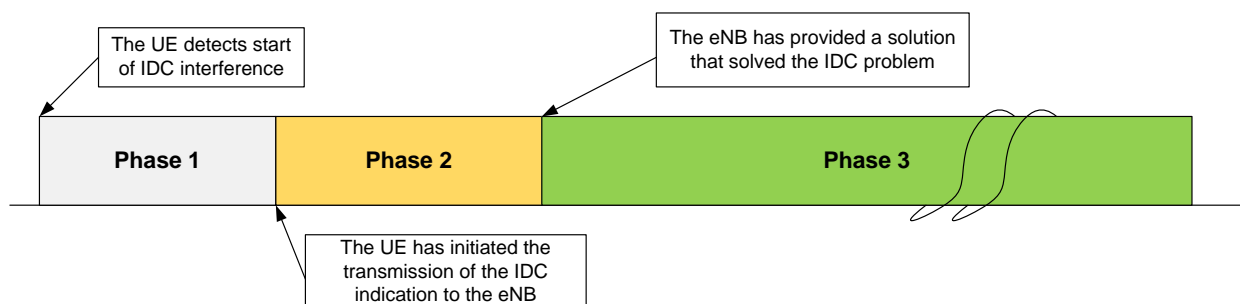 The UE detects start
of IDC interference
The eNB has provided a solution
that solved the IDC problem
Phase 1
Phase 2
Phase 3
The UE has initiated the
transmission of the IDC
indication to the eNB